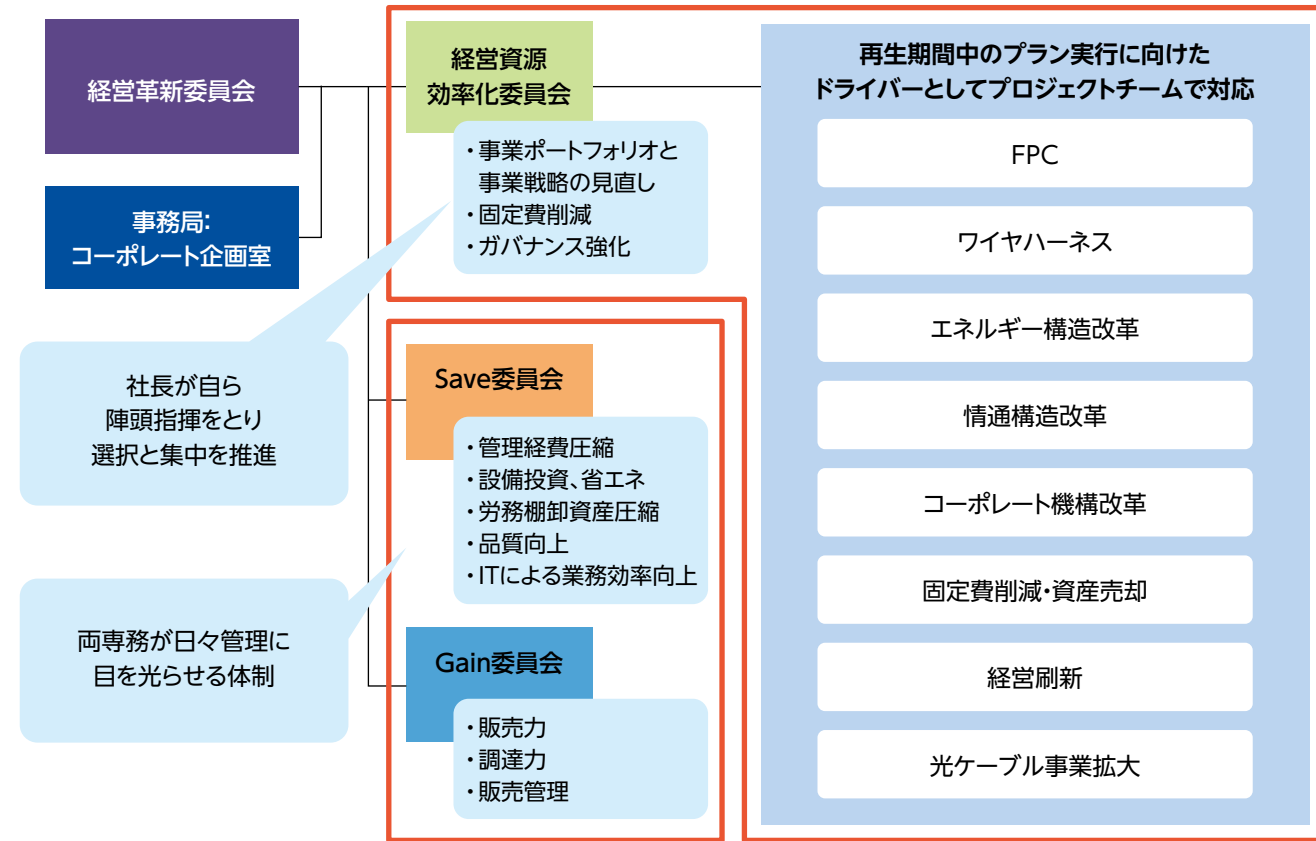 経営革新委員会
事務局：
コーポレート企画室
経営資源
効率化委員会
・事業ポートフォリオと
事業戦略の見直し
・固定費削減
・ガバナンス強化
社長が自ら
陣頭指揮をとり
選択と集中を推進
Save委員会
・管理経費圧縮
・設備投資、省エネ
・労務棚卸資産圧縮
・品質向上
・ITによる業務効率向上
両専務が日々管理に
目を光らせる体制
Gain委員会
・販売力
・調達力
・販売管理
再生期間中のプラン実行に向けた
ドライバーとしてプロジェクトチームで対応
FPC
ワイヤハーネス
エネルギー構造改革
情通構造改革
コーポレート機構改革
固定費削減・資産売却
経営刷新
光ケーブル事業拡大